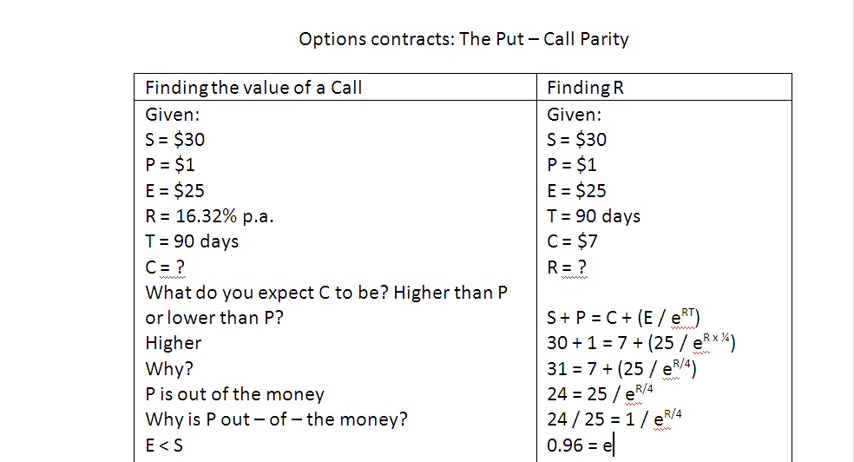 Options contracts: The Put – Call Parity
Finding the value of a Call
Given:
S = $30
P = $1
E = $25
R = 16.32% p.a.
T = 90 days
C = ?
What do you expect C to be? Higher than P
or lower than P?
Higher
Why?
P is out of the money
Why is P out – of – the money?
E < S
Finding R
Given:
S = $30
P = $1
E = $25
T = 90 days
C = $7
R = ?
S + P = C + (E / e^RT)
30 + 1 = 7 + (25 / e^R x ¼)
31 = 7 + (25 / e^R/4)
24 = 25 / e^R/4
24 / 25 = 1 / e^R/4
0.96 = e